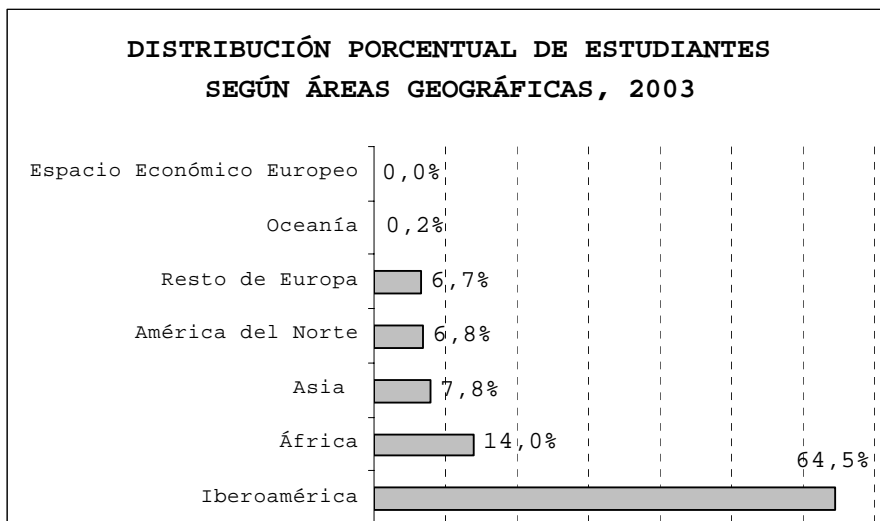 DISTRIBUCIÓN PORCENTUAL DE ESTUDIANTES
SEGÚN ÁREAS GEOGRÁFICAS, 2003
Espacio Económico Europeo 0,0%
Oceanía 0,2%
Resto de Europa 6,7%
América del Norte 6,8%
Asia 7,8%
África 14,0%
Iberoamérica 64,5%